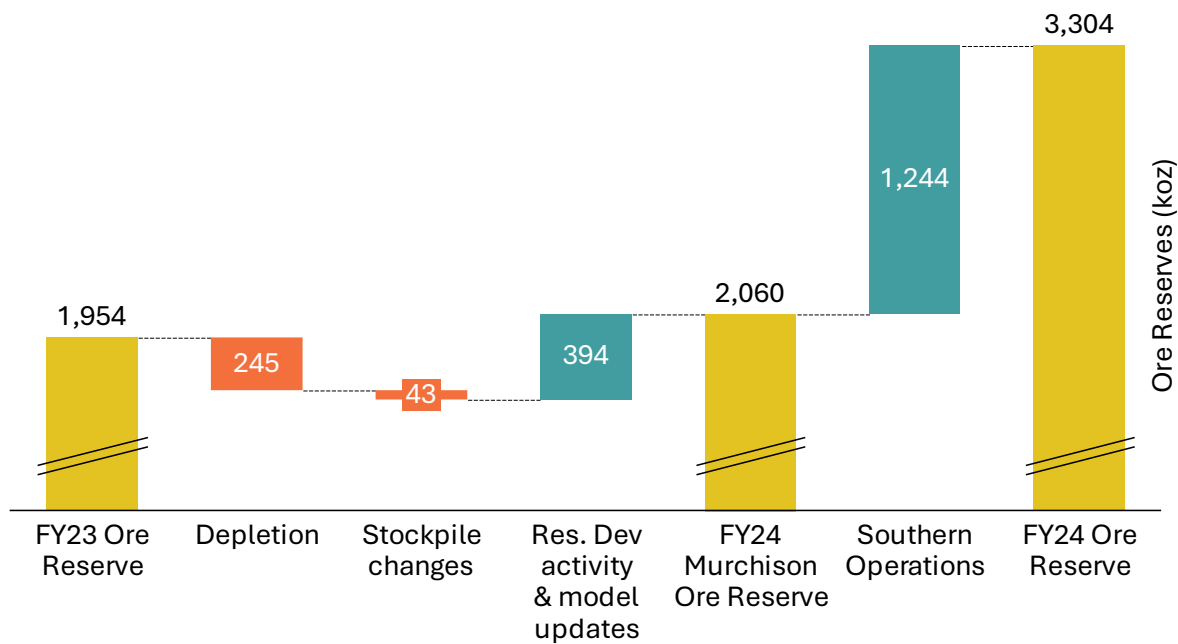 3,304
1,244
2,060
1,954
394
245
43
Ore Reserves (koz)
FY23 Ore
Reserve
Depletion
Stockpile
changes
Res. Dev
activity
& model
updates
FY24
Murchison
Ore Reserve
Southern
Operations
FY24 Ore
Reserve